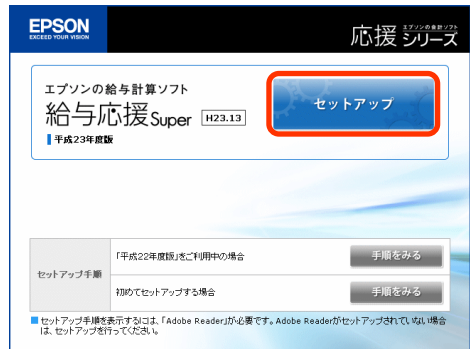 EPSON
EXCEED YOUR VISION
応援 エプソンの会計ソフト シリーズ
エプソンの給与計算ソフト
給与応援Super H23.13
平成23年度版
セットアップ
セットアップ手順
「平成22年度版」をご利用中の場合
手順をみる
初めてセットアップする場合
手順をみる
■セットアップ手順を表示するには、「Adobe Reader」が必要です。Adobe Readerがセットアップされていない場合
は、セットアップを行ってください。